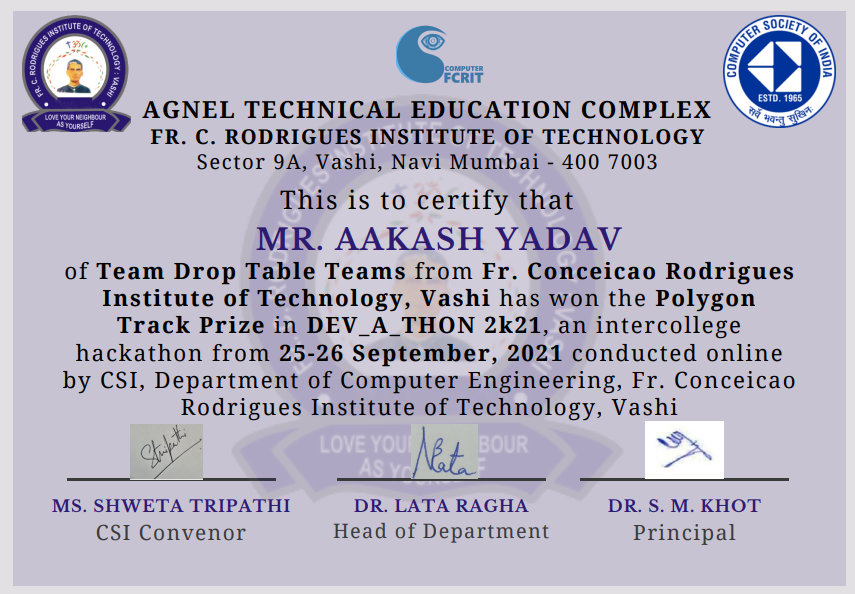 FR. C. RODRIGUES INSTITUTE OF TECHNOLOGY · VASHI
LOVE YOUR NEIGHBOUR
AS YOURSELF
COMPUTER
FCRIT
COMPUTER SOCIETY OF INDIA
ESTD. 1965
सर्वे भवन्तु सुखिनः
AGNEL TECHNICAL EDUCATION COMPLEX
FR. C. RODRIGUES INSTITUTE OF TECHNOLOGY
Sector 9A, Vashi, Navi Mumbai - 400 7003
This is to certify that
MR. AAKASH YADAV
of Team Drop Table Teams from Fr. Conceicao Rodrigues
Institute of Technology, Vashi has won the Polygon
Track Prize in DEV_A_THON 2k21, an intercollege
hackathon from 25-26 September, 2021 conducted online
by CSI, Department of Computer Engineering, Fr. Conceicao
Rodrigues Institute of Technology, Vashi
MS. SHWETA TRIPATHI
CSI Convenor
DR. LATA RAGHA
Head of Department
DR. S. M. KHOT
Principal